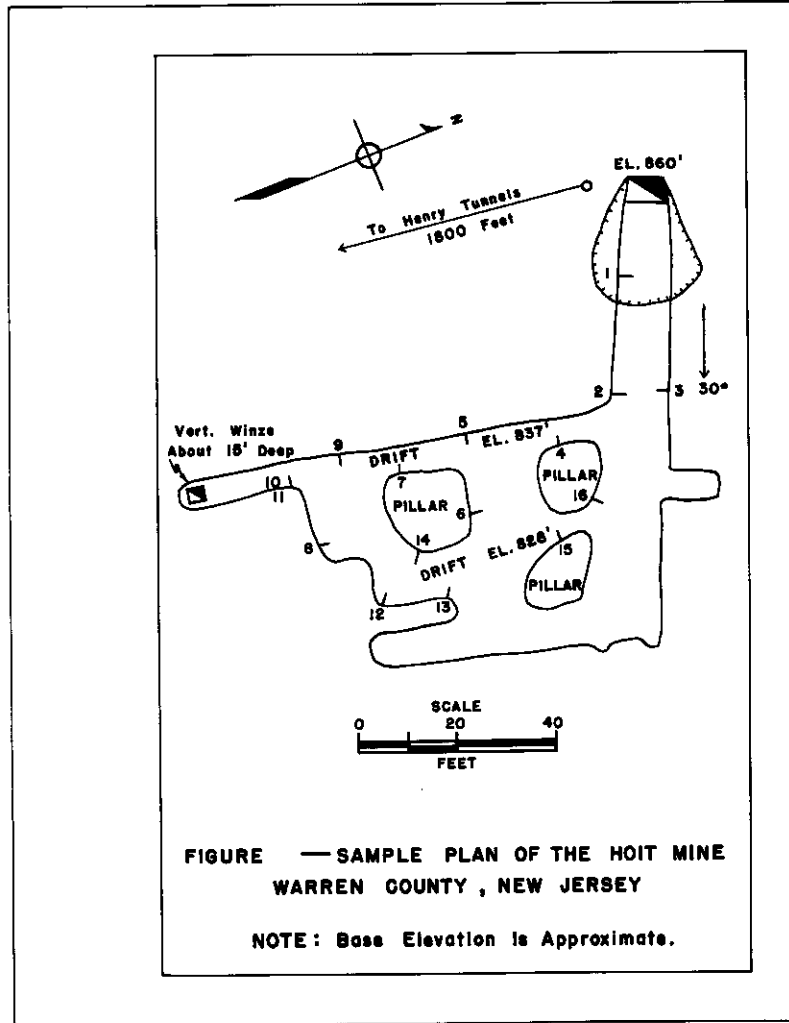 N
EL. 860'
To Henry Tunnels
1800 Feet
1
2
3
30°
Vert. Winze
About 15' Deep
9
5
EL. 837'
DRIFT
4
10
11
7
PILLAR
PILLAR
16
6
8
14
DRIFT
EL. 828'
15
PILLAR
12
13
SCALE
0 20 40
FEET
FIGURE — SAMPLE PLAN OF THE HOIT MINE
WARREN COUNTY, NEW JERSEY
NOTE: Base Elevation is Approximate.